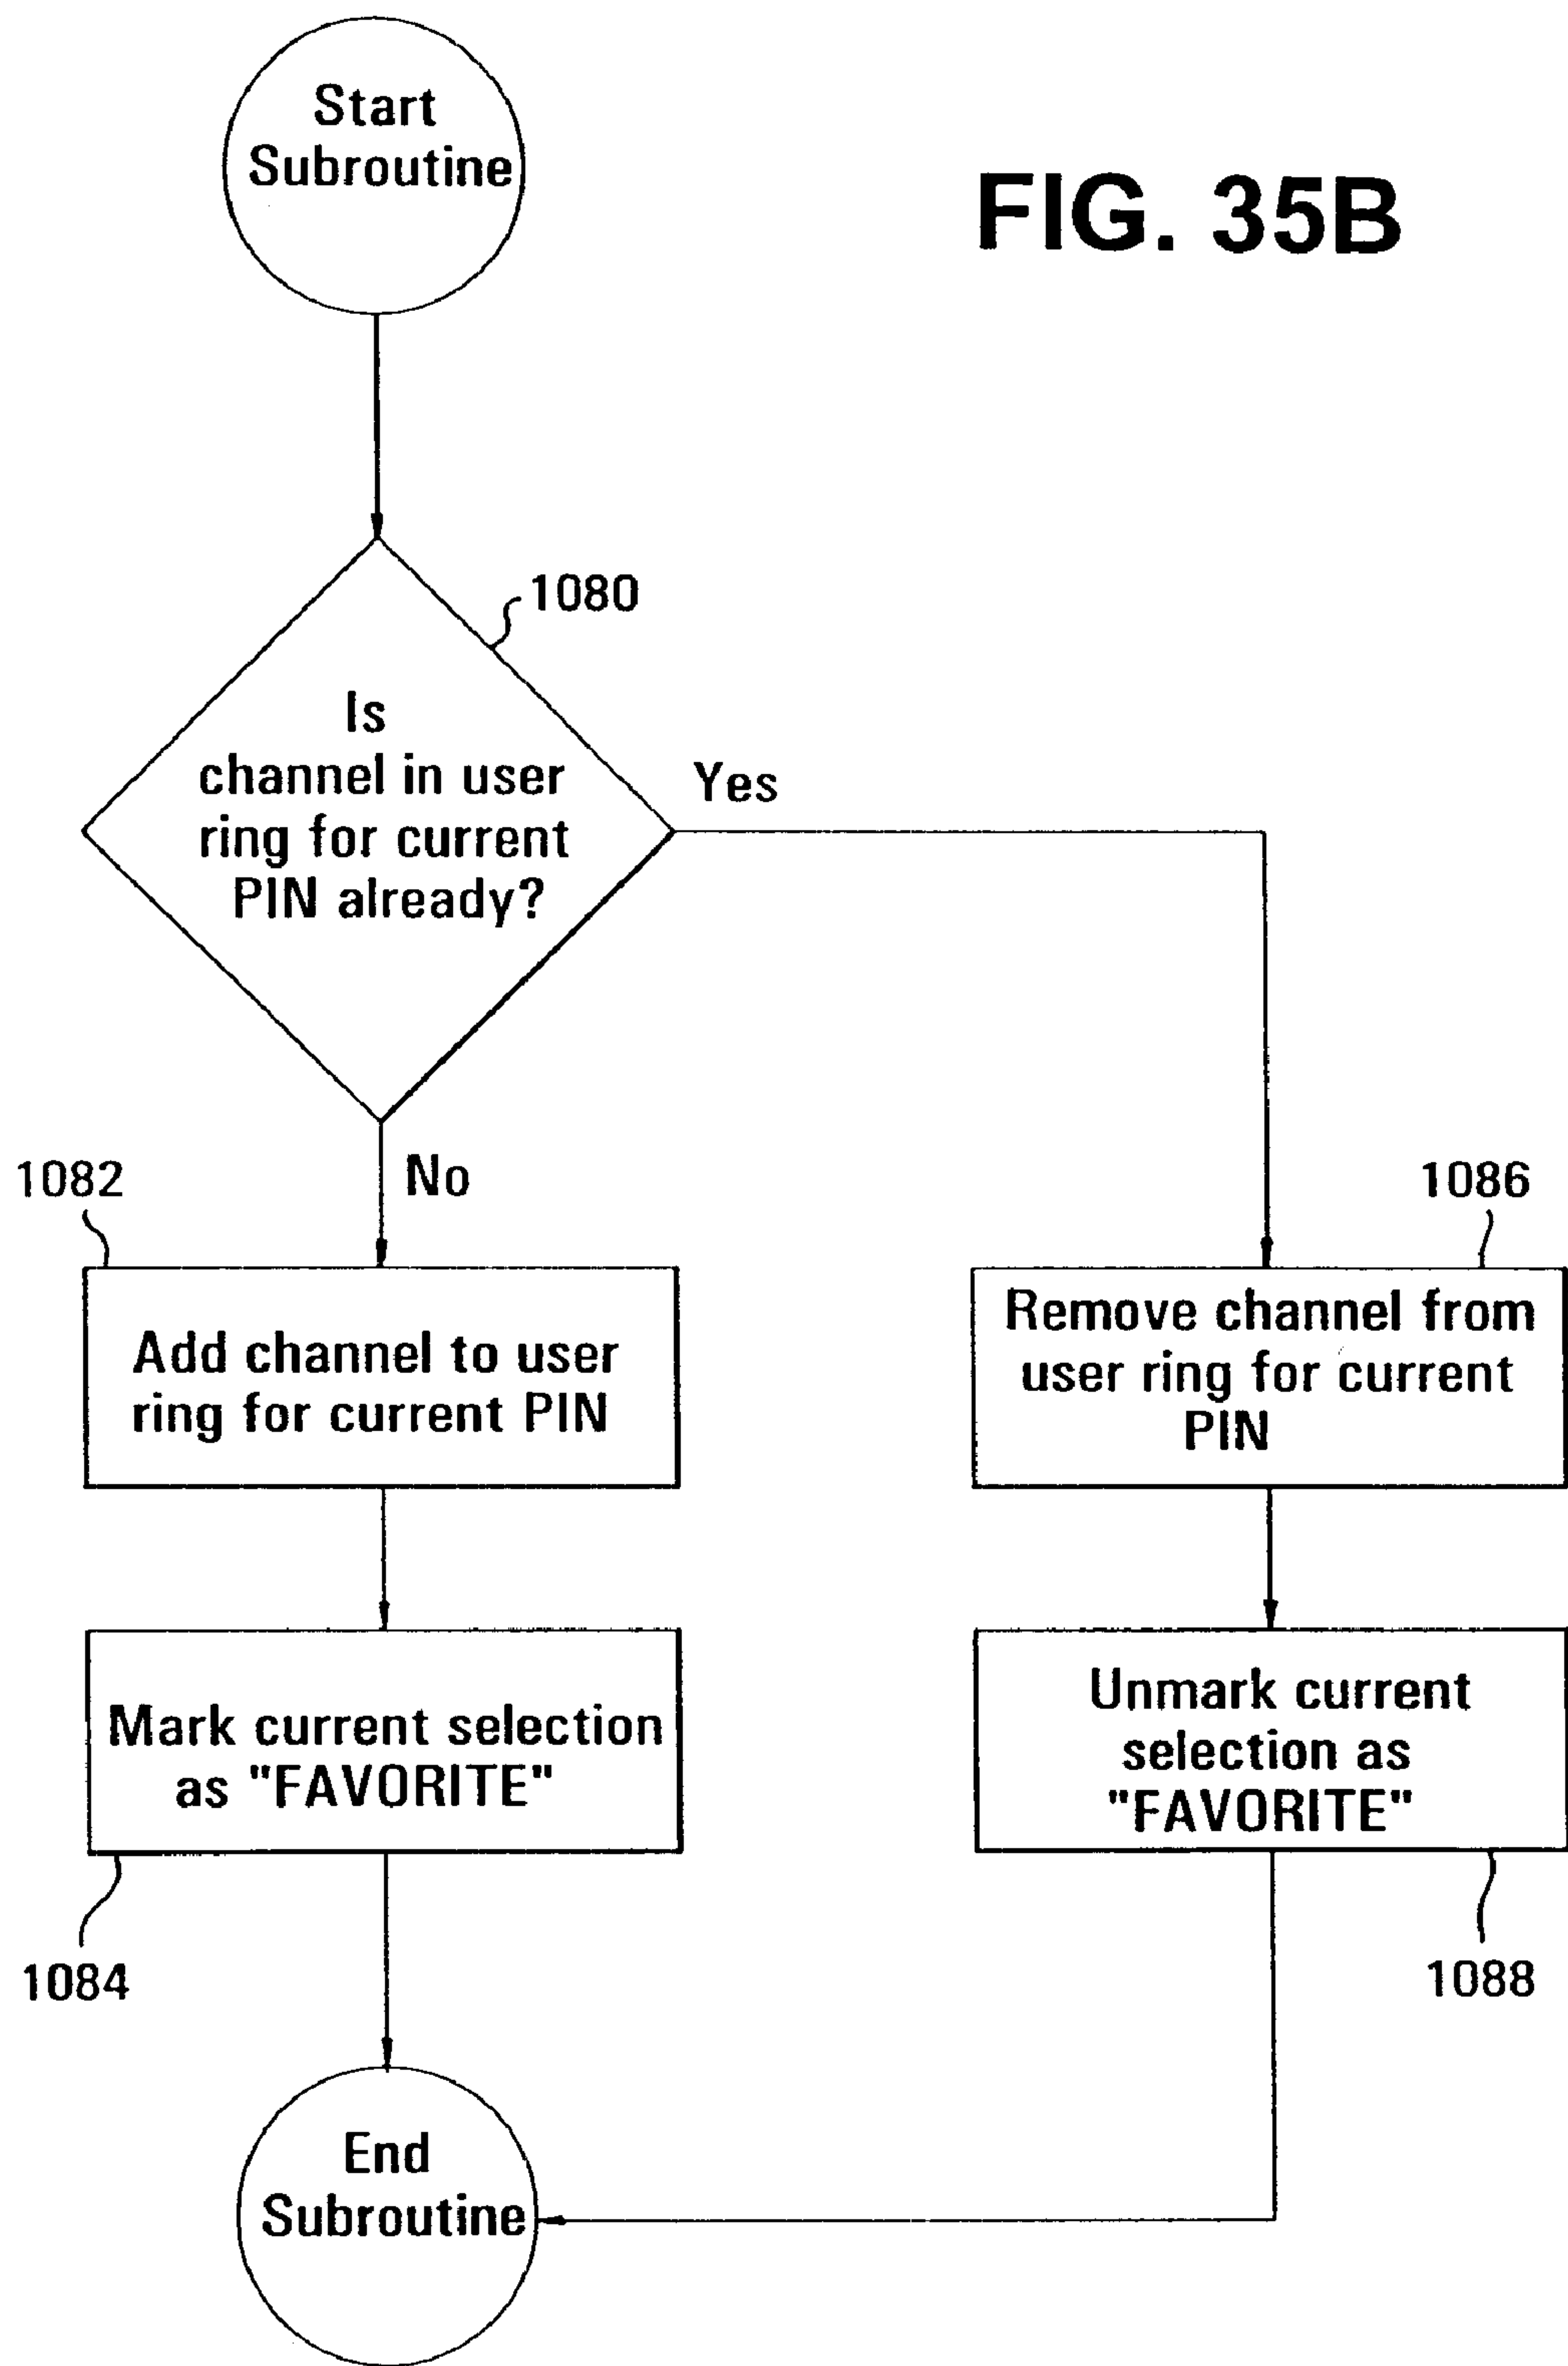 Start
Subroutine
FIG. 35B
1080
Is
channel in user
ring for current
PIN already?
Yes
No
1082
Add channel to user
ring for current PIN
1086
Remove channel from
user ring for current
PIN
Mark current selection
as "FAVORITE"
1084
Unmark current
selection as
"FAVORITE"
1088
End
Subroutine